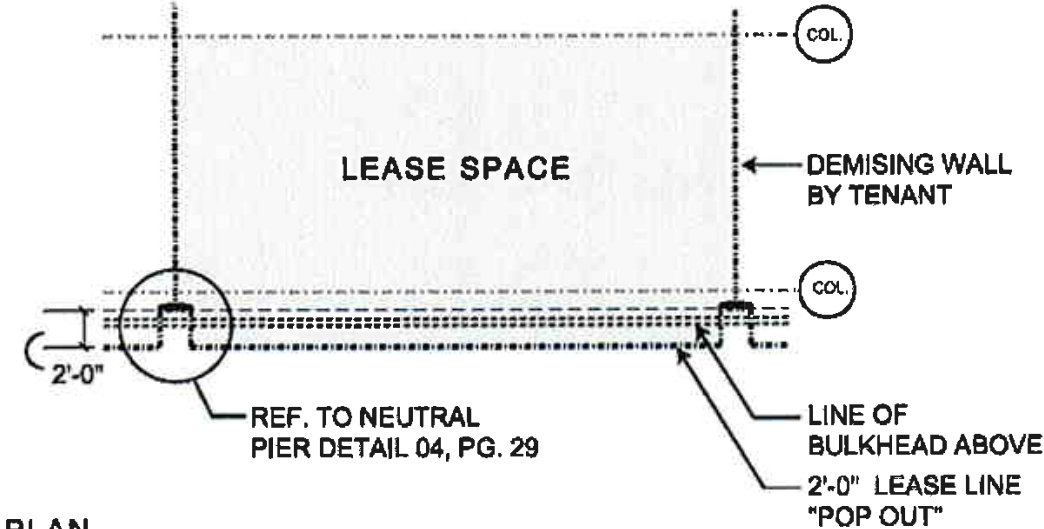 COL.
LEASE SPACE
DEMISING WALL
BY TENANT
COL.
2'-0"
REF. TO NEUTRAL
PIER DETAIL 04, PG. 29
LINE OF
BULKHEAD ABOVE
2'-0" LEASE LINE
"POP OUT"
PLAN